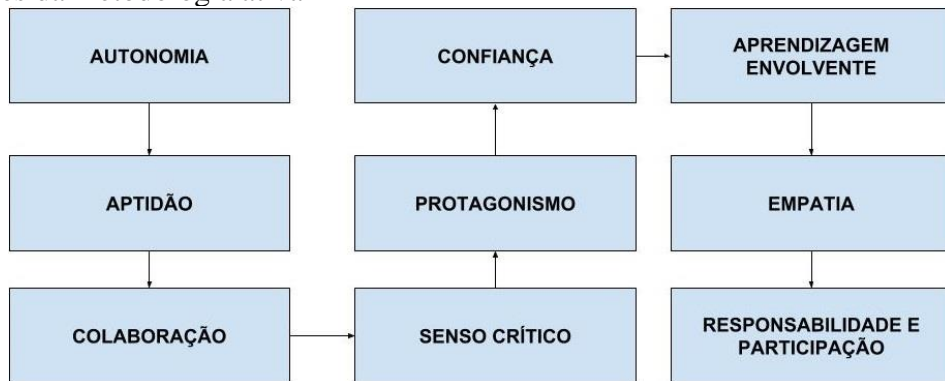 AUTONOMIA
CONFIANÇA
APRENDIZAGEM
ENVOLVENTE
APTIDÃO
PROTAGONISMO
EMPATIA
COLABORAÇÃO
SENSO CRÍTICO
RESPONSABILIDADE E
PARTICIPAÇÃO